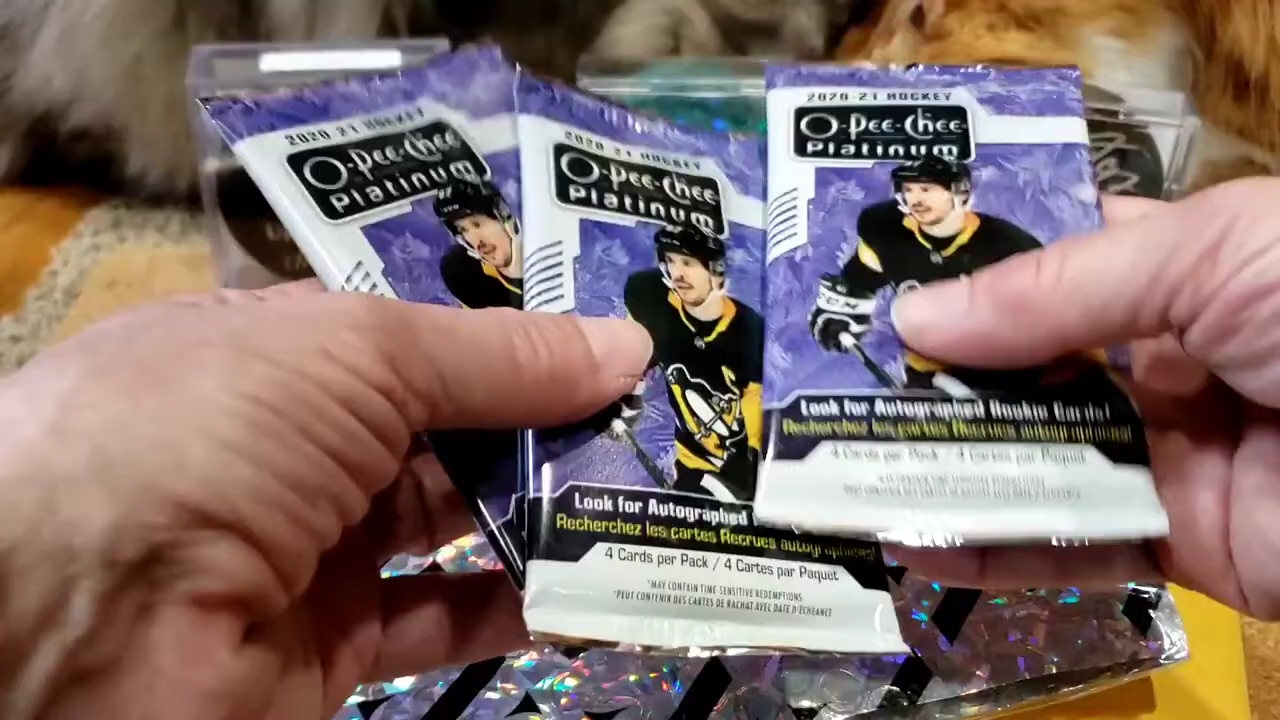 2020-21 HOCKEY
O-Pee-Chee
Platinum
2020-21 HOCKEY
O-Pee-Chee
Platinum
Look for Autographed
Recherchez les cartes Recrues autographiées!
4 Cards per Pack / 4 Cartes par Paquet
*MAY CONTAIN TIME SENSITIVE REDEMPTIONS
*PEUT CONTENIR DES CARTES DE RACHAT AVEC DATE D'ÉCHÉANCE
2020-21 HOCKEY
O-Pee-Chee-
Platinum
Look for Autographed Rookie Cards!
Recherchez les cartes Recrues autographiées!
4 Cards per Pack / 4 Cartes par Paquet